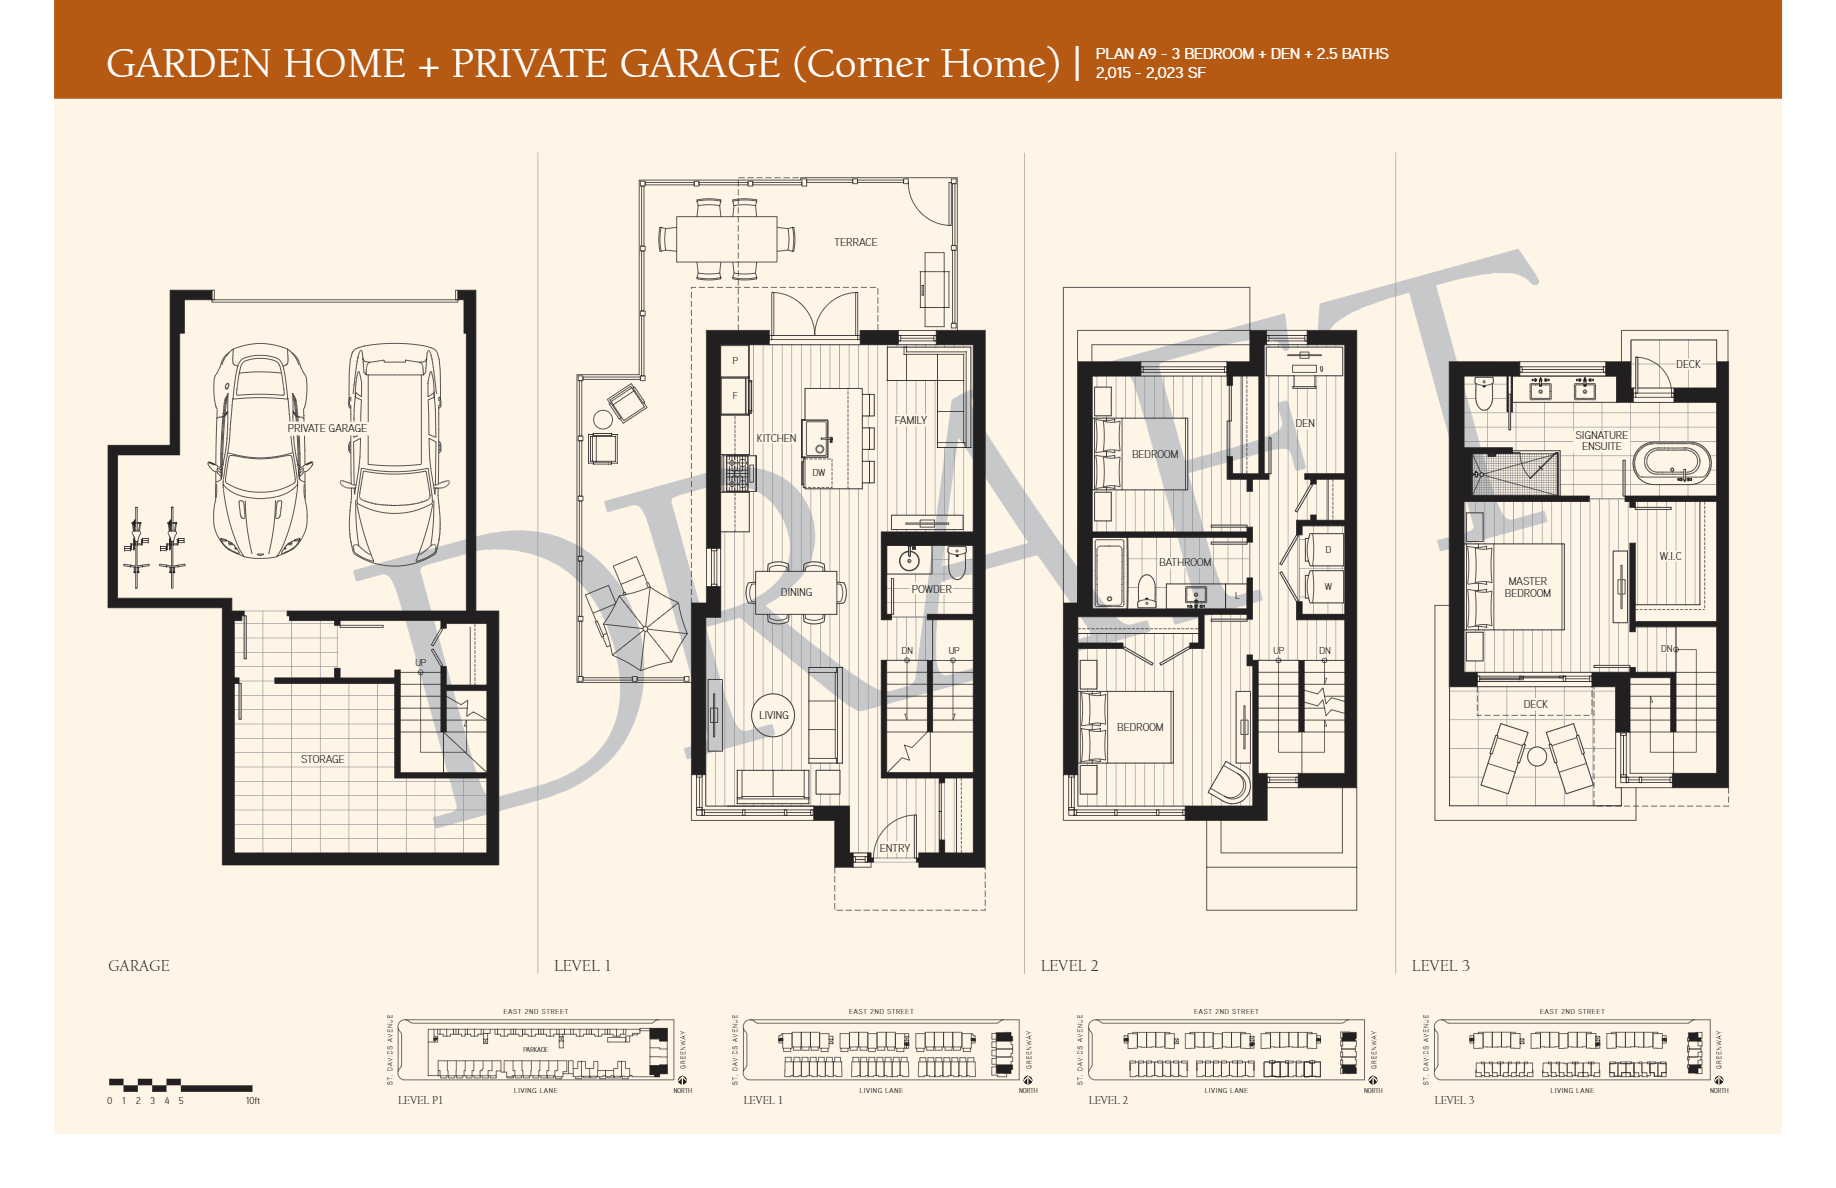 GARDEN HOME + PRIVATE GARAGE (Corner Home)
PLAN A9 - 3 BEDROOM + DEN + 2.5 BATHS
2,015 - 2,023 SF
DRAFT
PRIVATE GARAGE
UP
STORAGE
GARAGE
TERRACE
P
F
KITCHEN
DW
FAMILY
DINING
POWDER
DN
UP
LIVING
ENTRY
LEVEL 1
BEDROOM
DEN
BATHROOM
L
D
W
UP
DN
BEDROOM
LEVEL 2
DECK
SIGNATURE
ENSUITE
MASTER
BEDROOM
W.I.C
DN
DECK
LEVEL 3
0 1 2 3 4 5 10ft
EAST 2ND STREET
ST. DAVIDS AVENUE
PARKADE
GREENWAY
LIVING LANE
NORTH
LEVEL P1
EAST 2ND STREET
ST. DAVIDS AVENUE
GREENWAY
LIVING LANE
NORTH
LEVEL 1
EAST 2ND STREET
ST. DAVIDS AVENUE
GREENWAY
LIVING LANE
NORTH
LEVEL 2
EAST 2ND STREET
ST. DAVIDS AVENUE
GREENWAY
LIVING LANE
NORTH
LEVEL 3